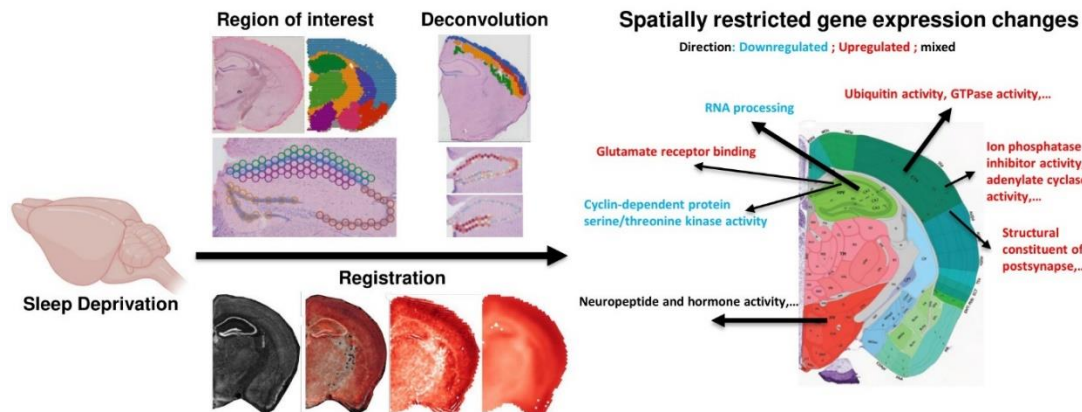 Region of interest
Deconvolution
Spatially restricted gene expression changes
Direction: Downregulated ; Upregulated ; mixed
RNA processing
Ubiquitin activity, GTPase activity,...
Glutamate receptor binding
Ion phosphatase
inhibitor activity,
adenylate cyclase
activity,...
Cyclin-dependent protein
serine/threonine kinase activity
Structural
constituent of
postsynapse,...
Sleep Deprivation
Registration
Neuropeptide and hormone activity,...